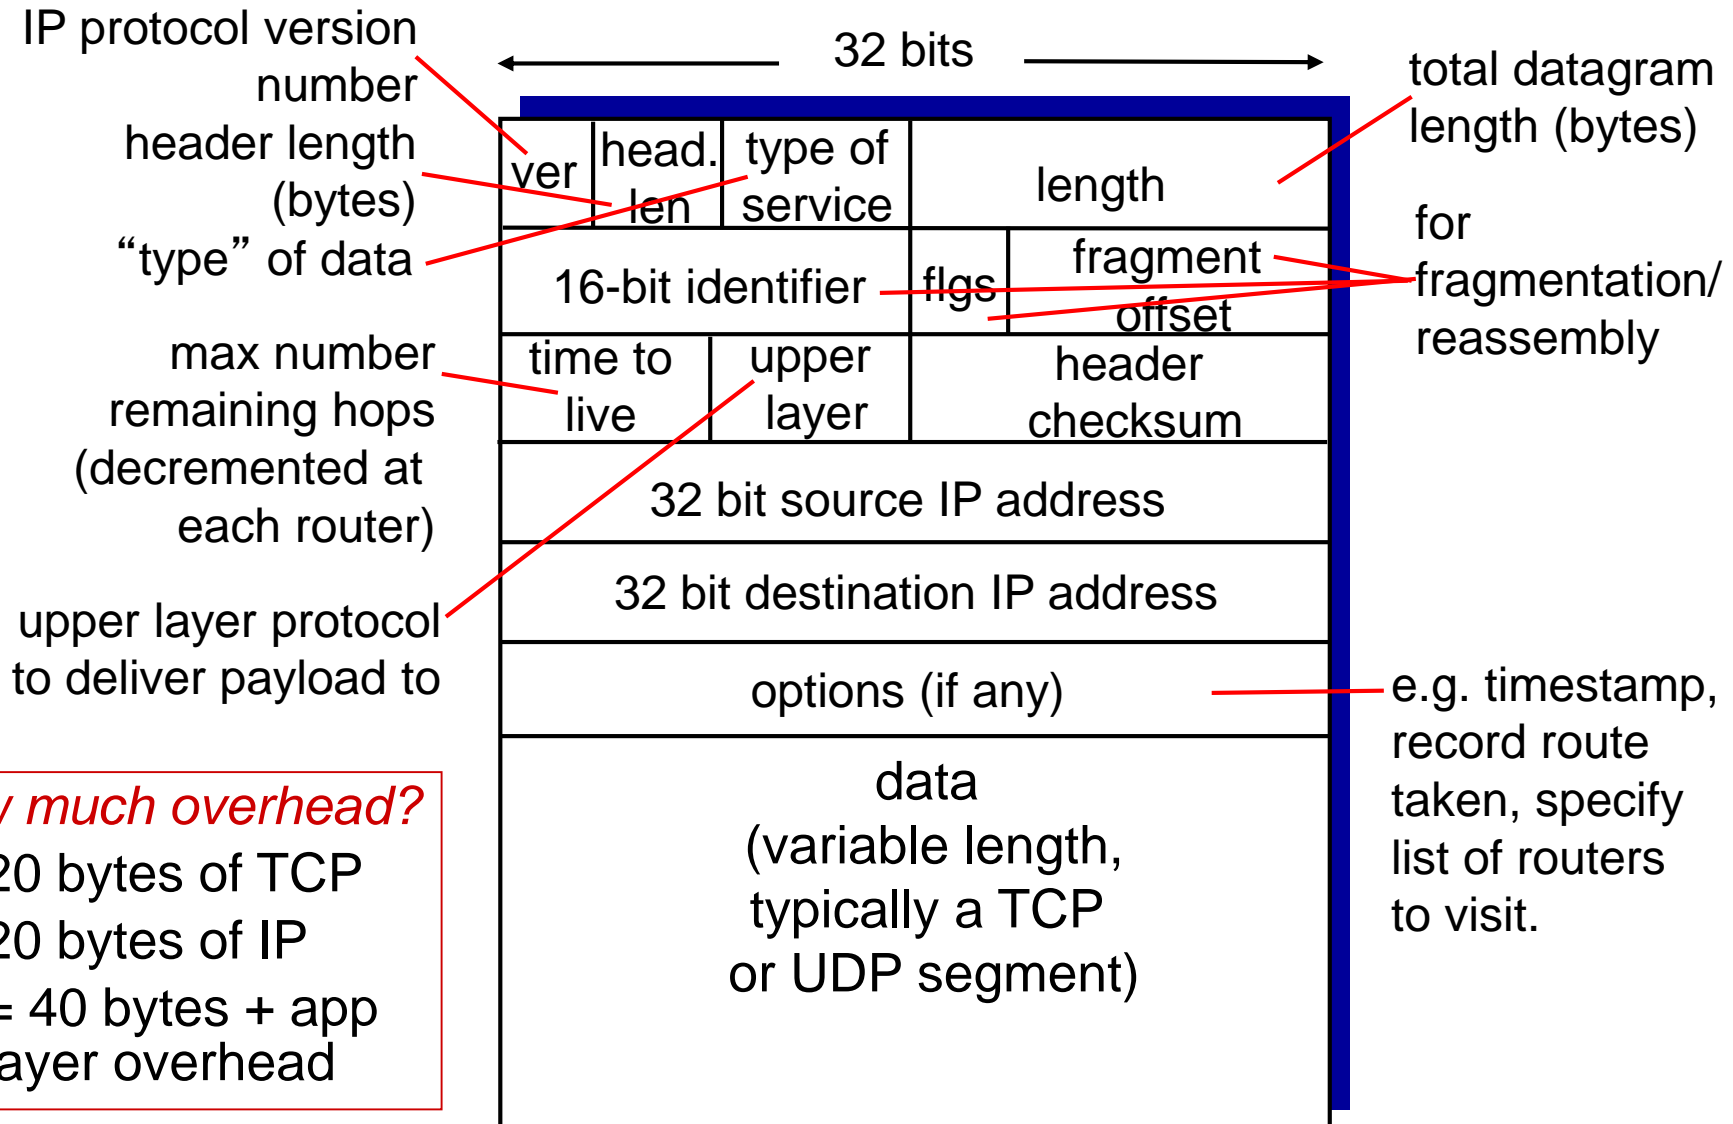 IP protocol version
number
header length
(bytes)
“type” of data
max number
remaining hops
(decremented at
each router)
upper layer protocol
to deliver payload to
much overhead?
20 bytes of TCP
20 bytes of IP
= 40 bytes + app
overhead
32 bits
ver
head.
len
type of
service
length
16-bit identifier
flgs
fragment
offset
time to
live
upper
layer
header
checksum
32 bit source IP address
32 bit destination IP address
options (if any)
data
(variable length,
typically a TCP
or UDP segment)
total datagram
length (bytes)
for
fragmentation/
reassembly
e.g. timestamp,
record route
taken, specify
list of routers
to visit.